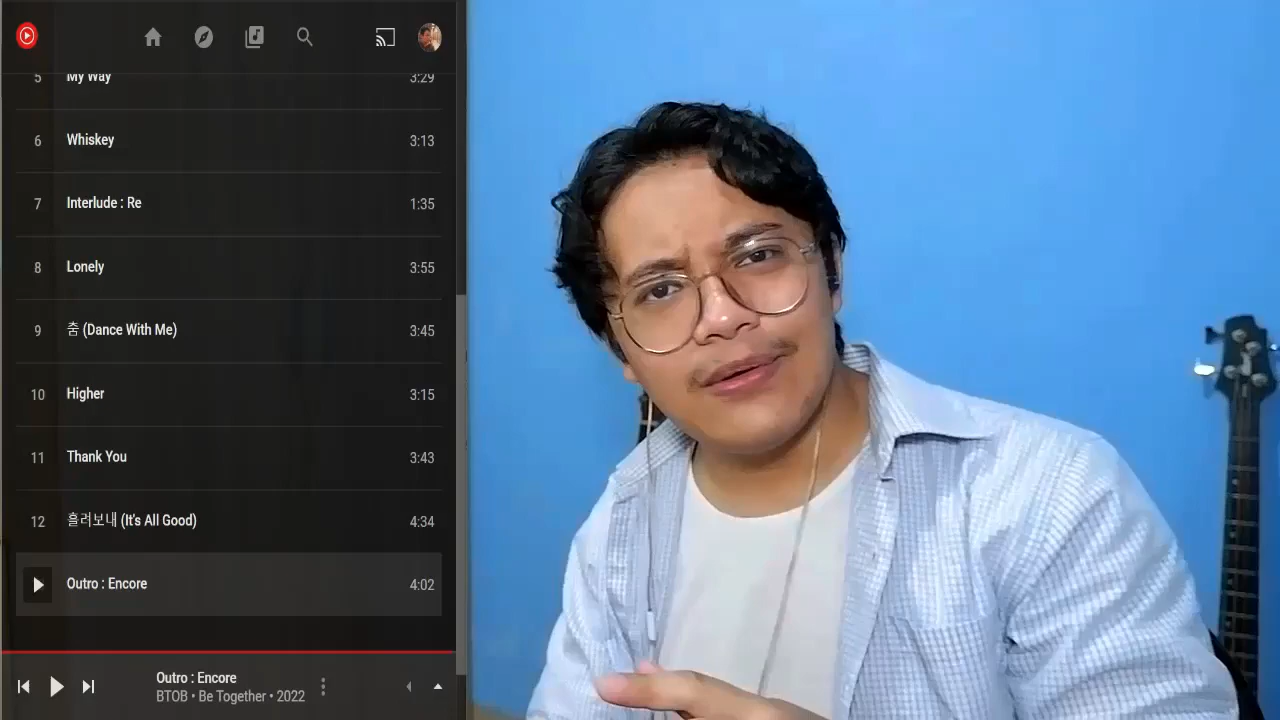 5 My Way 3:29
6 Whiskey 3:13
7 Interlude : Re 1:35
8 Lonely 3:55
9 춤 (Dance With Me) 3:45
10 Higher 3:15
11 Thank You 3:43
12 흘려보내 (It's All Good) 4:34
Outro : Encore 4:02
Outro : Encore
BTOB • Be Together • 2022